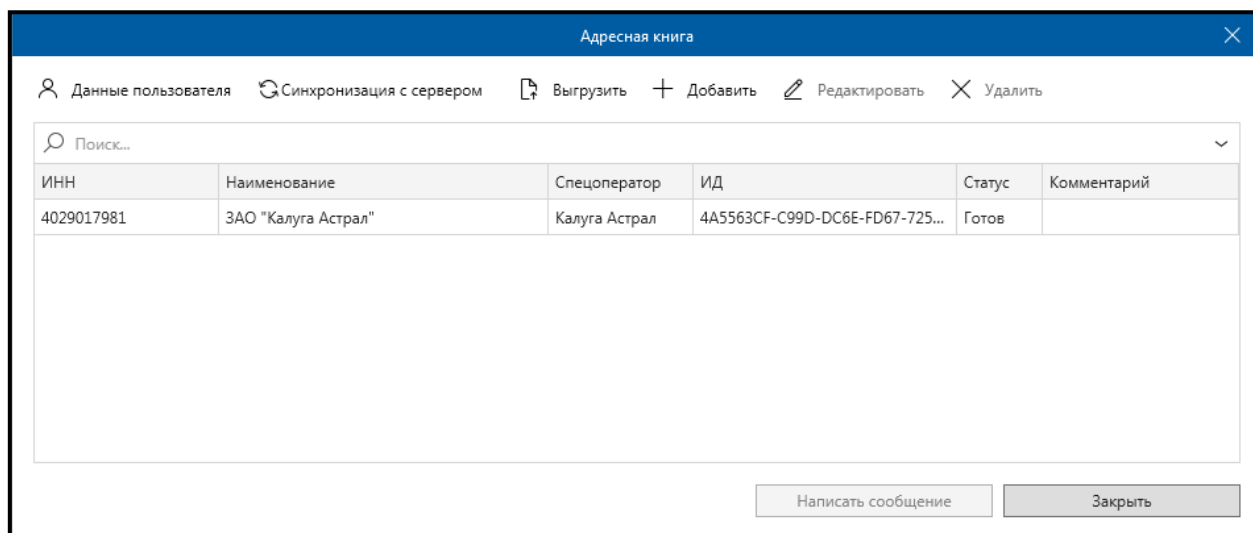 Адресная книга
Данные пользователя Синхронизация с сервером Выгрузить Добавить Редактировать Удалить
Поиск...
ИНН Наименование Спецоператор ИД Статус Комментарий
4029017981 ЗАО "Калуга Астрал" Калуга Астрал 4A5563CF-C99D-DC6E-FD67-725... Готов
Написать сообщение Закрыть